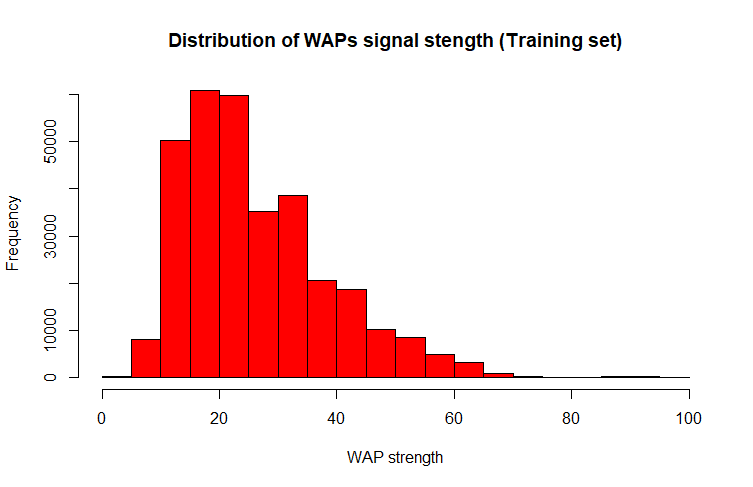 Distribution of WAPs signal stength (Training set)
Frequency
50000
30000
10000
0
0 20 40 60 80 100
WAP strength